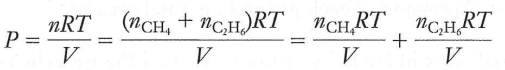 P = nRT/V = (n_CH₄ + n_C₂H₆)RT/V = n_CH₄RT/V + n_C₂H₆RT/V